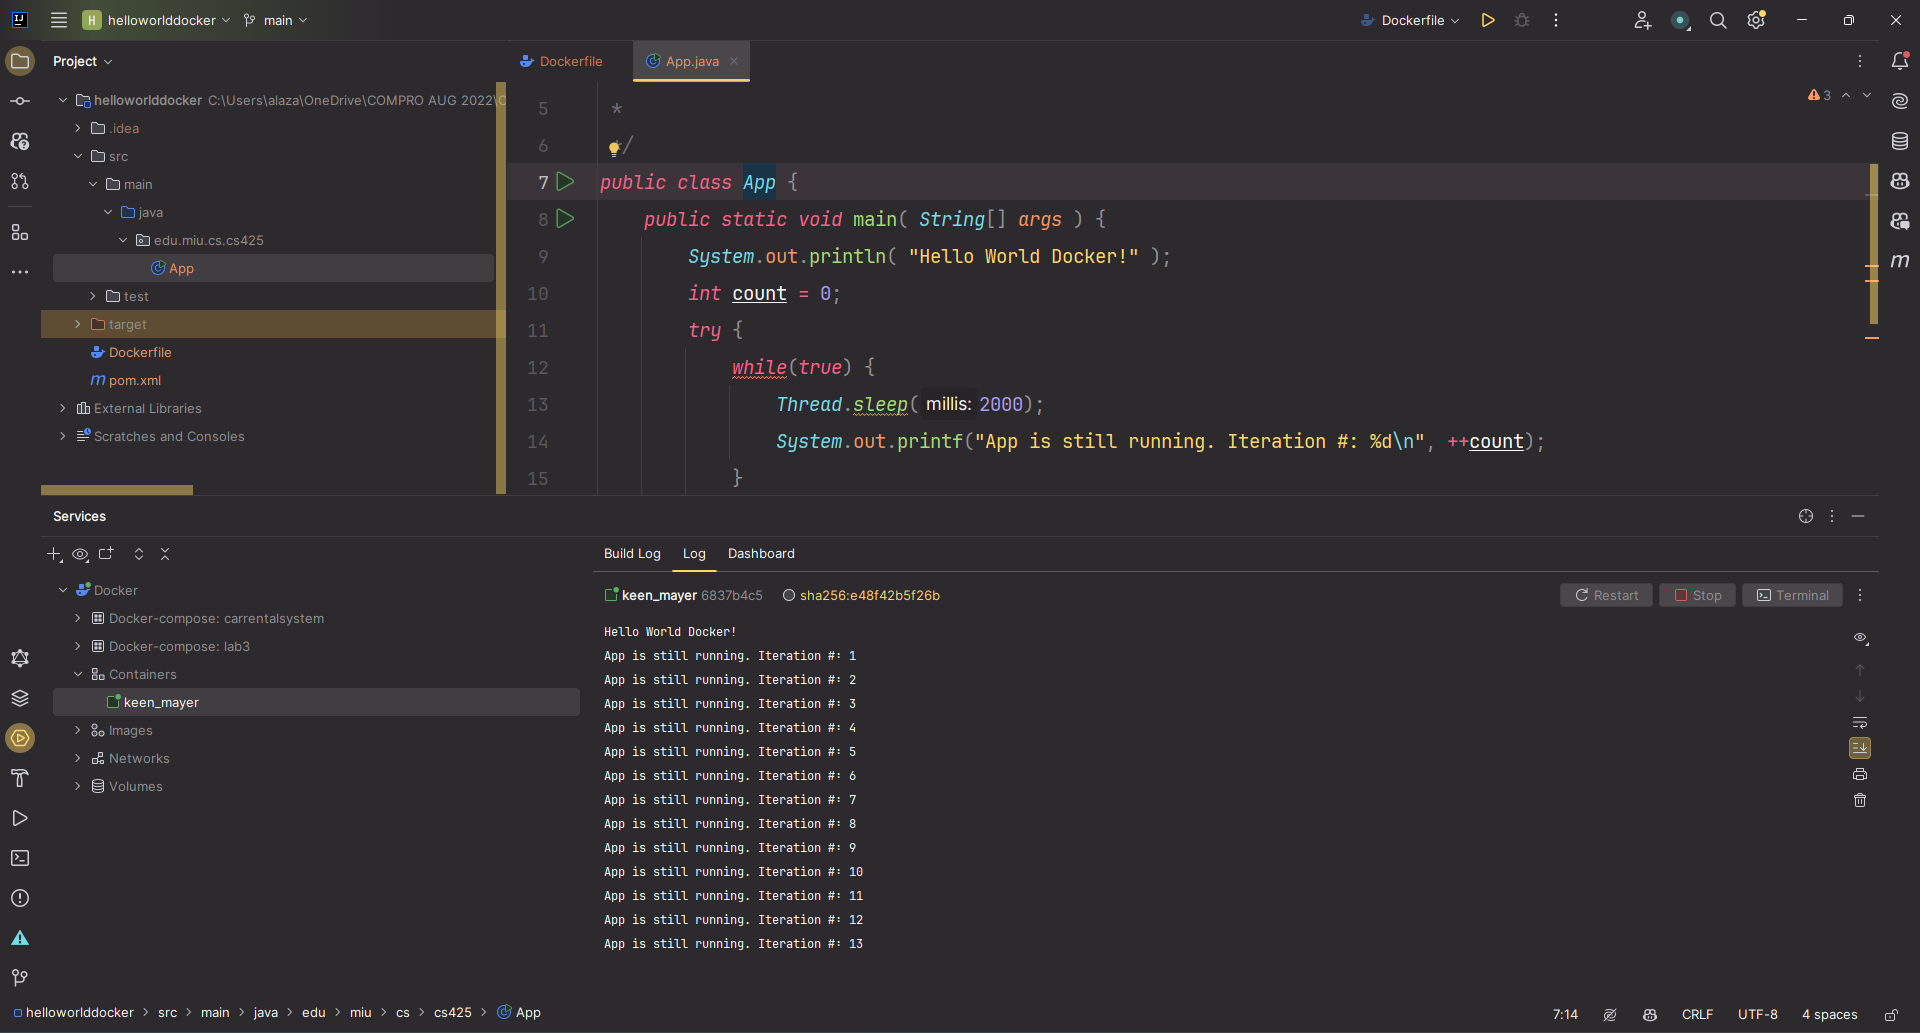 H helloworlddocker main Dockerfile
Project
helloworlddocker C:\Users\alaza\OneDrive\COMPRO AUG 2022\C
.idea
src
main
java
edu.miu.cs.cs425
App
test
target
Dockerfile
m pom.xml
External Libraries
Scratches and Consoles
Dockerfile App.java
3
5 *
6 */
7 public class App {
8 public static void main( String[] args ) {
9 System.out.println( "Hello World Docker!" );
10 int count = 0;
11 try {
12 while(true) {
13 Thread.sleep( millis: 2000);
14 System.out.printf("App is still running. Iteration #: %d\n", ++count);
15 }
Services
Docker
Docker-compose: carrentalsystem
Docker-compose: lab3
Containers
keen_mayer
Images
Networks
Volumes
Build Log Log Dashboard
keen_mayer 6837b4c5 sha256:e48f42b5f26b Restart Stop Terminal
Hello World Docker!
App is still running. Iteration #: 1
App is still running. Iteration #: 2
App is still running. Iteration #: 3
App is still running. Iteration #: 4
App is still running. Iteration #: 5
App is still running. Iteration #: 6
App is still running. Iteration #: 7
App is still running. Iteration #: 8
App is still running. Iteration #: 9
App is still running. Iteration #: 10
App is still running. Iteration #: 11
App is still running. Iteration #: 12
App is still running. Iteration #: 13
helloworlddocker > src > main > java > edu > miu > cs > cs425 > App
7:14 CRLF UTF-8 4 spaces